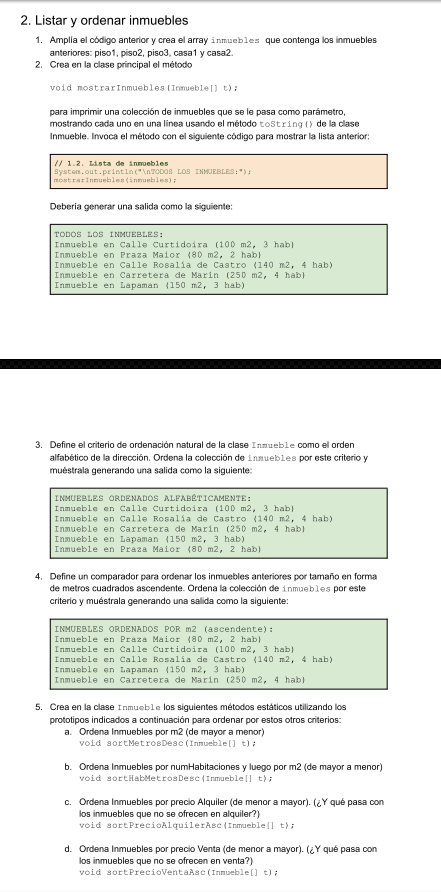 2. Listar y ordenar inmuebles
1. Amplía el código anterior y crea el array inmuebles que contenga los inmuebles
anteriores: piso1, piso2, piso3, casa1 y casa2.
2. Crea en la clase principal el método
void mostrarInmuebles(Inmueble[] t);
para imprimir una colección de inmuebles que se le pasa como parámetro,
mostrando cada uno en una línea usando el método toString() de la clase
Inmueble. Invoca el método con el siguiente código para mostrar la lista anterior:
// 1.2. Lista de inmuebles
System.out.println("\nTODOS LOS INMUEBLES:");
mostrarInmuebles(inmuebles);
Debería generar una salida como la siguiente:
TODOS LOS INMUEBLES:
Inmueble en Calle Curtidoira (100 m2, 3 hab)
Inmueble en Praza Maior (80 m2, 2 hab)
Inmueble en Calle Rosalía de Castro (140 m2, 4 hab)
Inmueble en Carretera de Marín (250 m2, 4 hab)
Inmueble en Lapaman (150 m2, 3 hab)
3. Define el criterio de ordenación natural de la clase Inmueble como el orden
alfabético de la dirección. Ordena la colección de inmuebles por este criterio y
muéstrala generando una salida como la siguiente:
INMUEBLES ORDENADOS ALFABÉTICAMENTE:
Inmueble en Calle Curtidoira (100 m2, 3 hab)
Inmueble en Calle Rosalía de Castro (140 m2, 4 hab)
Inmueble en Carretera de Marín (250 m2, 4 hab)
Inmueble en Lapaman (150 m2, 3 hab)
Inmueble en Praza Maior (80 m2, 2 hab)
4. Define un comparador para ordenar los inmuebles anteriores por tamaño en forma
de metros cuadrados ascendente. Ordena la colección de inmuebles por este
criterio y muéstrala generando una salida como la siguiente:
INMUEBLES ORDENADOS POR m2 (ascendente):
Inmueble en Praza Maior (80 m2, 2 hab)
Inmueble en Calle Curtidoira (100 m2, 3 hab)
Inmueble en Calle Rosalía de Castro (140 m2, 4 hab)
Inmueble en Lapaman (150 m2, 3 hab)
Inmueble en Carretera de Marín (250 m2, 4 hab)
5. Crea en la clase Inmueble los siguientes métodos estáticos utilizando los
prototipos indicados a continuación para ordenar por estos otros criterios:
a. Ordena Inmuebles por m2 (de mayor a menor)
void sortMetrosDesc(Inmueble[] t);
b. Ordena Inmuebles por numHabitaciones y luego por m2 (de mayor a menor)
void sortHabMetrosDesc(Inmueble[] t);
c. Ordena Inmuebles por precio Alquiler (de menor a mayor). (¿Y qué pasa con
los inmuebles que no se ofrecen en alquiler?)
void sortPrecioAlquilerAsc(Inmueble[] t);
d. Ordena Inmuebles por precio Venta (de menor a mayor). (¿Y qué pasa con
los inmuebles que no se ofrecen en venta?)
void sortPrecioVentaAsc(Inmueble[] t);